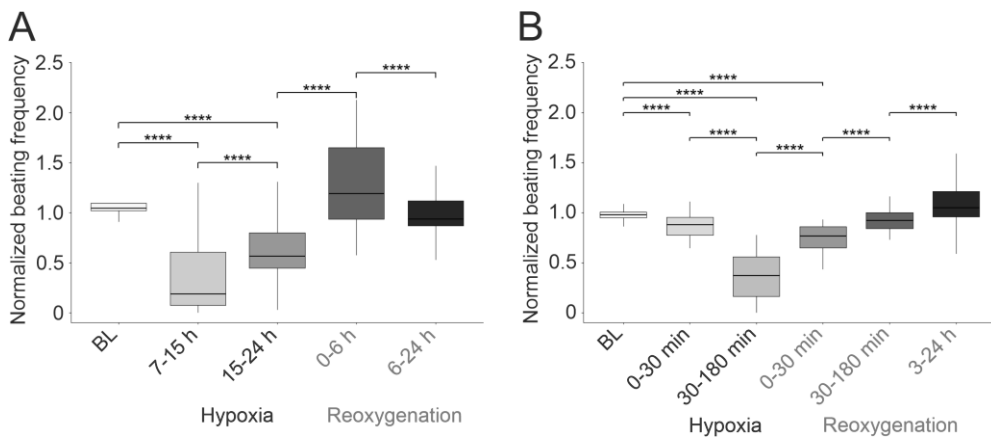 A
Normalized beating frequency
2.5
2.0
1.5
1.0
0.5
0
****
****
****
****
****
BL
7-15 h
15-24 h
0-6 h
6-24 h
Hypoxia
Reoxygenation
B
Normalized beating frequency
2.5
2.0
1.5
1.0
0.5
0
****
****
****
****
****
****
****
BL
0-30 min
30-180 min
0-30 min
30-180 min
3-24 h
Hypoxia
Reoxygenation